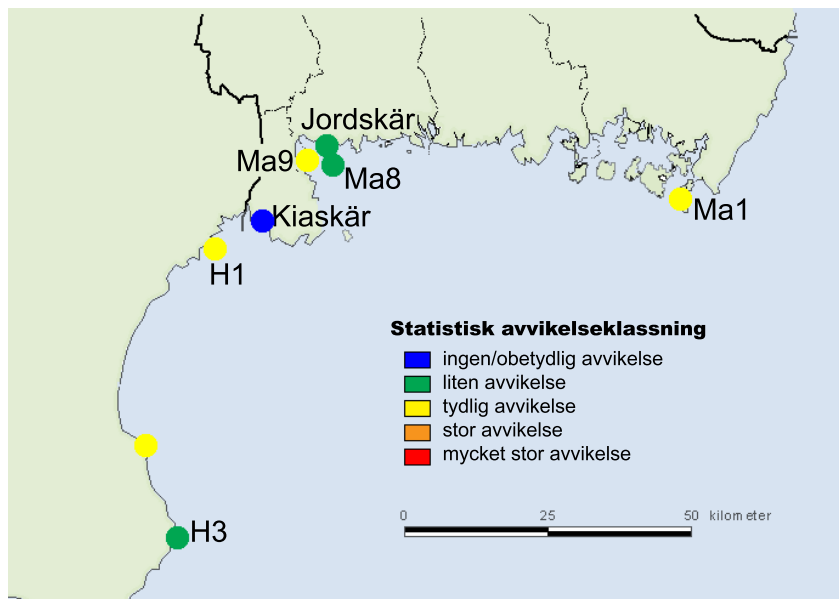 Jordskär
Ma9
Ma8
Kiaskär
Ma1
H1
Statistisk avvikelseklassning
ingen/obetydlig avvikelse
liten avvikelse
tydlig avvikelse
stor avvikelse
mycket stor avvikelse
0 25 50 kilometer
H3